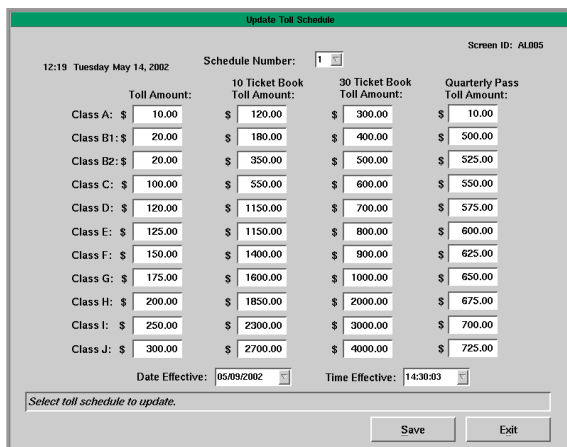 Update Toll Schedule
Screen ID: AL005
12:19 Tuesday May 14, 2002
Schedule Number: 1
Toll Amount: 10 Ticket Book Toll Amount: 30 Ticket Book Toll Amount: Quarterly Pass Toll Amount:
Class A: $ 10.00 $ 120.00 $ 300.00 $ 10.00
Class B1: $ 20.00 $ 180.00 $ 400.00 $ 500.00
Class B2: $ 20.00 $ 350.00 $ 500.00 $ 525.00
Class C: $ 100.00 $ 550.00 $ 600.00 $ 550.00
Class D: $ 120.00 $ 1150.00 $ 700.00 $ 575.00
Class E: $ 125.00 $ 1150.00 $ 800.00 $ 600.00
Class F: $ 150.00 $ 1400.00 $ 900.00 $ 625.00
Class G: $ 175.00 $ 1600.00 $ 1000.00 $ 650.00
Class H: $ 200.00 $ 1850.00 $ 2000.00 $ 675.00
Class I: $ 250.00 $ 2300.00 $ 3000.00 $ 700.00
Class J: $ 300.00 $ 2700.00 $ 4000.00 $ 725.00
Date Effective: 05/09/2002 Time Effective: 14:30:03
Select toll schedule to update.
Save Exit